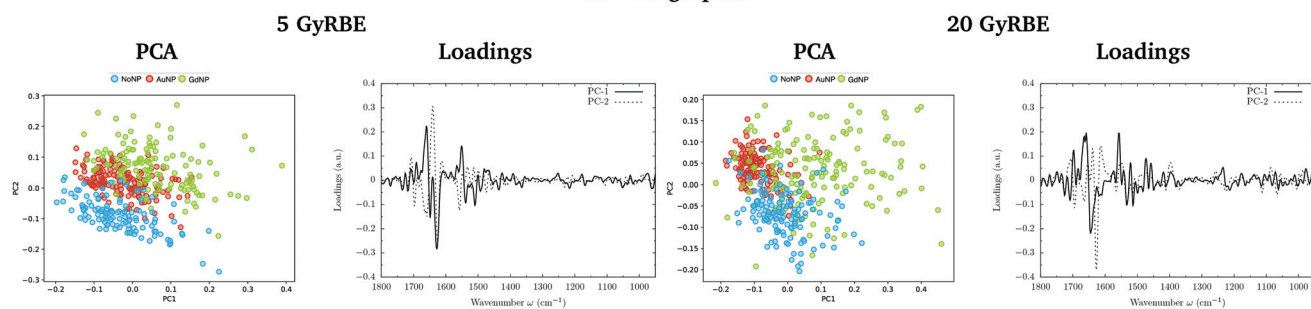 5 GyRBE
20 GyRBE
PCA
Loadings
PCA
Loadings
NoNP AuNP GdNP
0.3
0.2
0.1
0.0
−0.1
−0.2
−0.3
PC2
−0.2 −0.1 0.0 0.1 0.2 0.3 0.4
PC1
PC-1
PC-2
0.4
0.3
0.2
0.1
0
−0.1
−0.2
−0.3
−0.4
Loadings (a.u.)
1800 1700 1600 1500 1400 1300 1200 1100 1000
Wavenumber ω (cm⁻¹)
NoNP AuNP GdNP
0.20
0.15
0.10
0.05
0.00
−0.05
−0.10
−0.15
−0.20
PC2
−0.2 −0.1 0.0 0.1 0.2 0.3 0.4
PC1
PC-1
PC-2
0.4
0.3
0.2
0.1
0
−0.1
−0.2
−0.3
−0.4
Loadings (a.u.)
1800 1700 1600 1500 1400 1300 1200 1100 1000
Wavenumber ω (cm⁻¹)